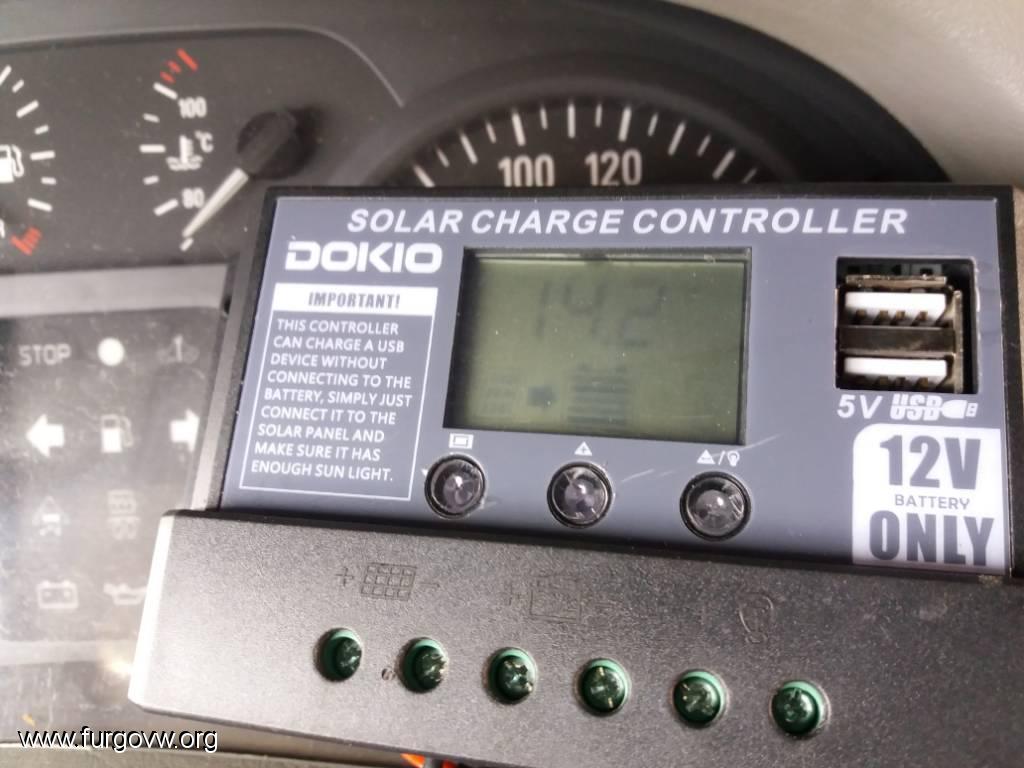 100
°C
80
100 120
SOLAR CHARGE CONTROLLER
DOKIO
IMPORTANT!
THIS CONTROLLER
CAN CHARGE A USB
DEVICE WITHOUT
CONNECTING TO THE
BATTERY, SIMPLY JUST
CONNECT IT TO THE
SOLAR PANEL AND
MAKE SURE IT HAS
ENOUGH SUN LIGHT.
14.2
5V USB
12V
BATTERY
ONLY
STOP
www.furgovw.org